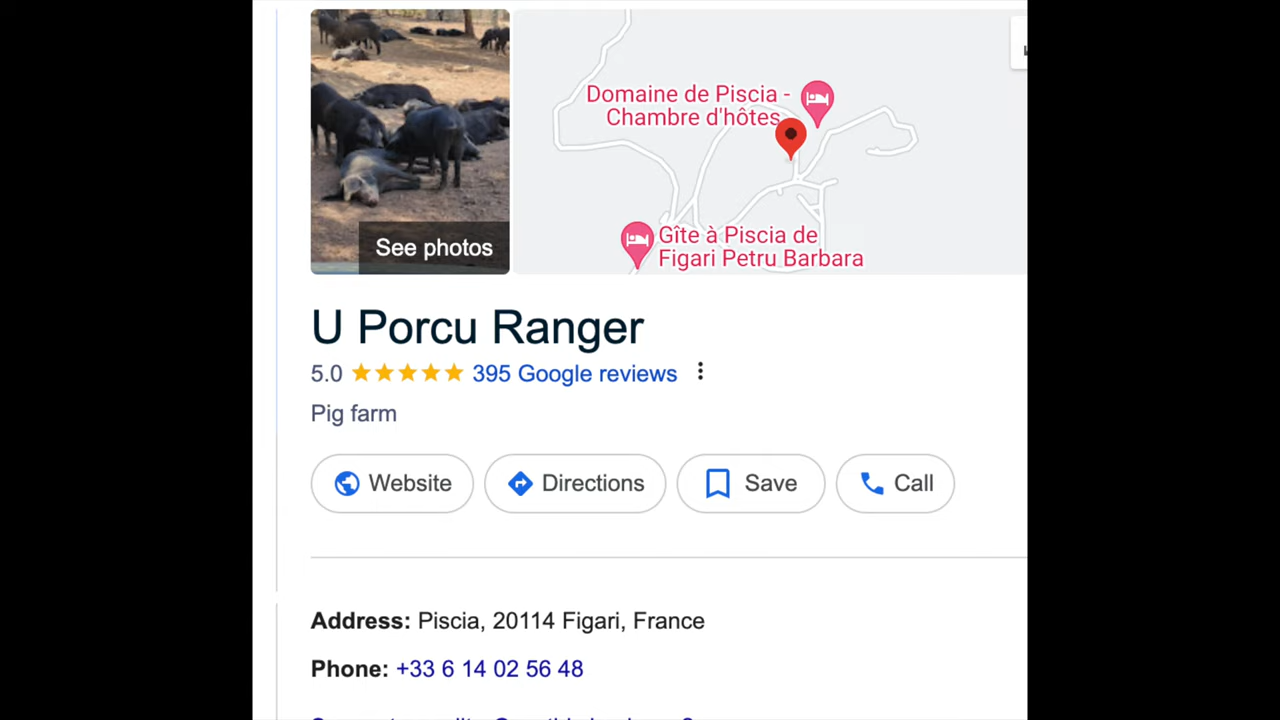 Domaine de Piscia -
Chambre d'hôtes
See photos
Gîte à Piscia de
Figari Petru Barbara
U Porcu Ranger
5.0 395 Google reviews
Pig farm
Website Directions Save Call
Address: Piscia, 20114 Figari, France
Phone: +33 6 14 02 56 48